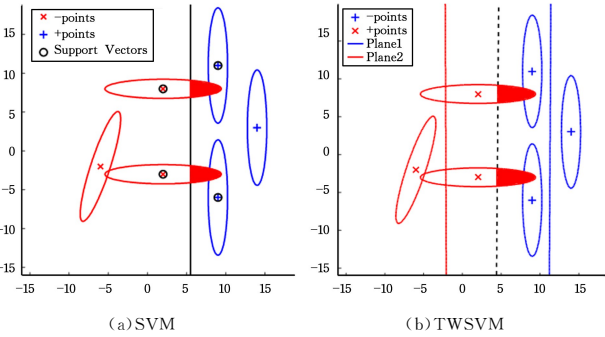 −points
+points
Support Vectors
15
10
5
0
−5
−10
−15
−15 −10 −5 0 5 10 15
(a)SVM
−points
+points
Plane1
Plane2
15
10
5
0
−5
−10
−15
−15 −10 −5 0 5 10 15
(b)TWSVM